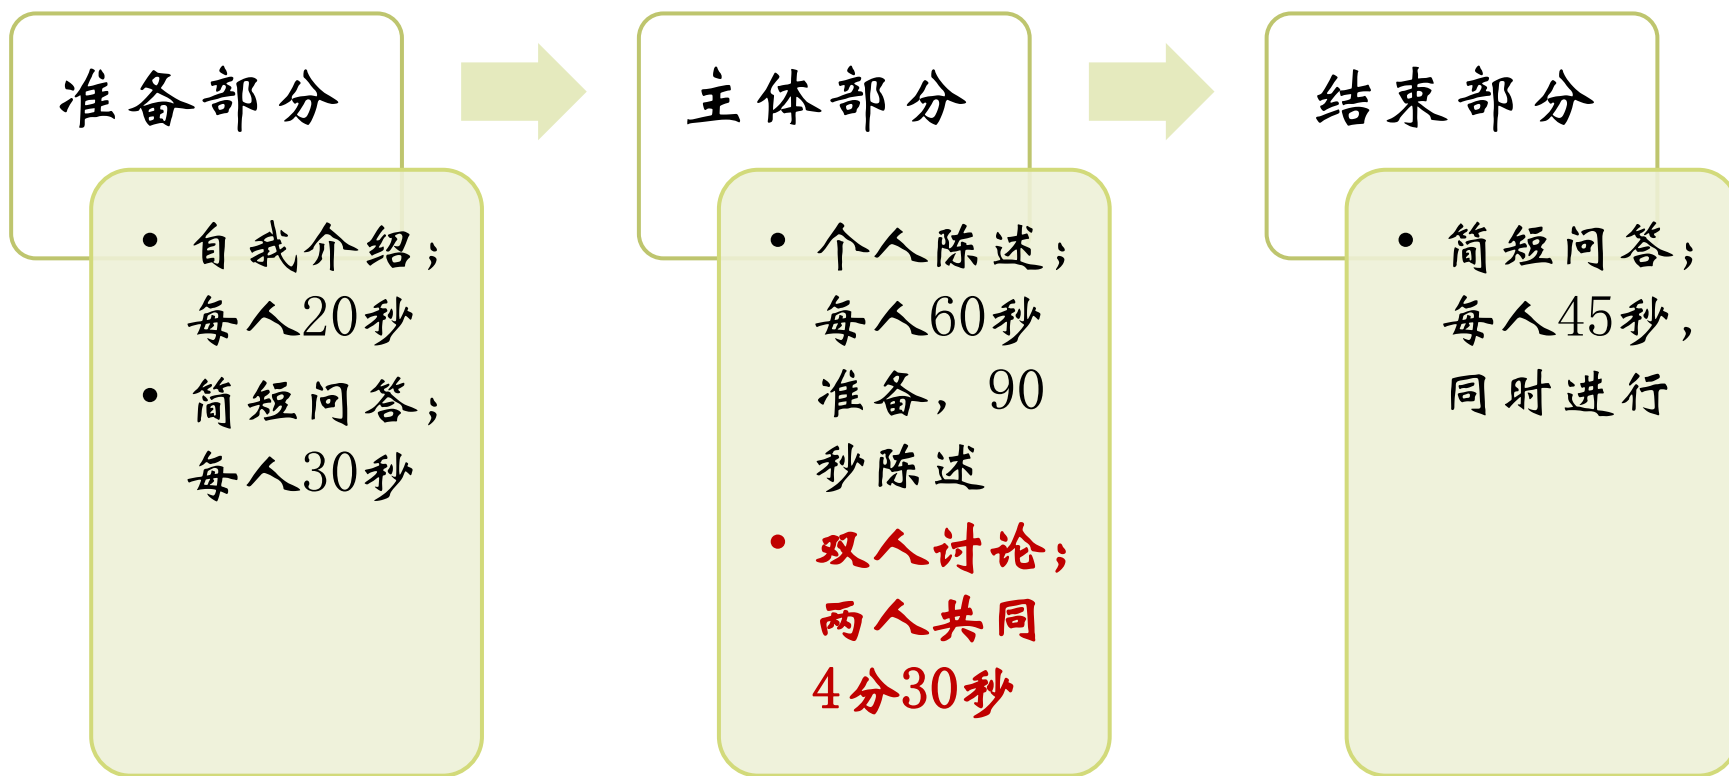 准备部分
• 自我介绍；
每人20秒
• 简短问答；
每人30秒
主体部分
• 个人陈述；
每人60秒
准备，90
秒陈述
• 双人讨论；
两人共同
4分30秒
结束部分
• 简短问答；
每人45秒，
同时进行